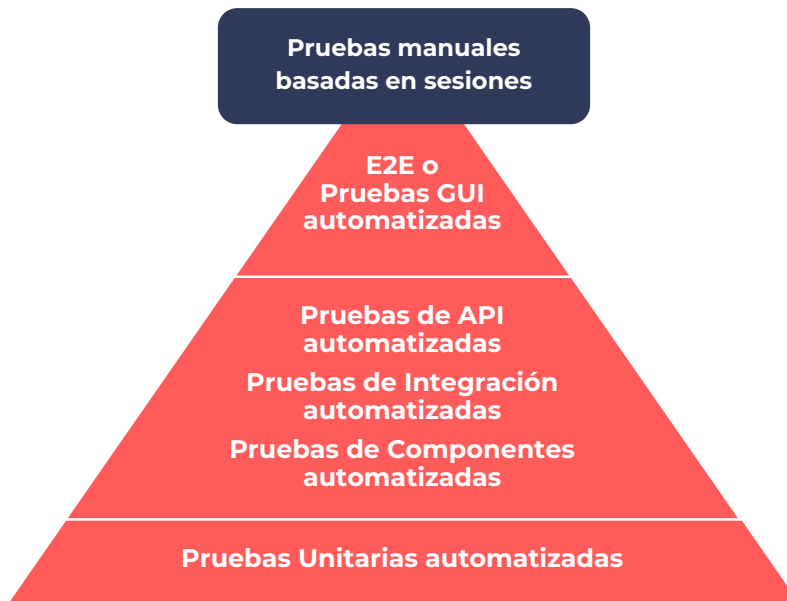 Pruebas manuales
basadas en sesiones
E2E o
Pruebas GUI
automatizadas
Pruebas de API
automatizadas
Pruebas de Integración
automatizadas
Pruebas de Componentes
automatizadas
Pruebas Unitarias automatizadas